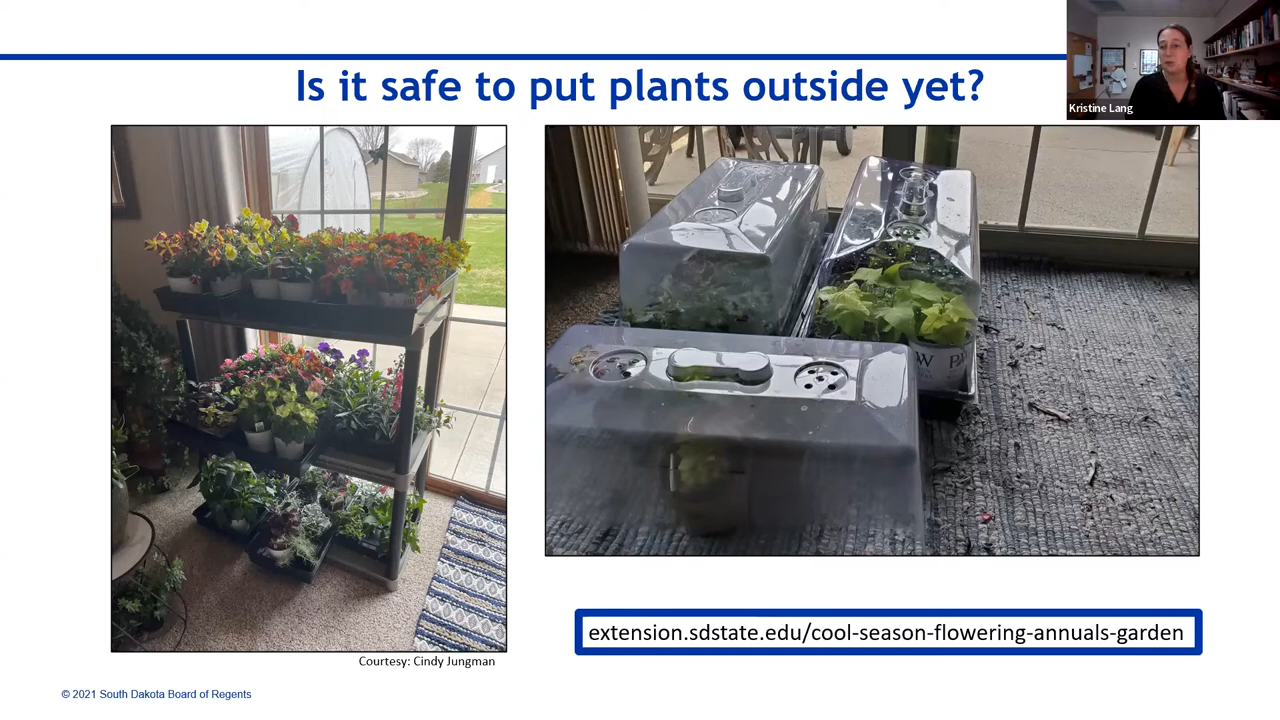 Is it safe to put plants outside yet?
Kristine Lang
W P
Courtesy: Cindy Jungman
extension.sdstate.edu/cool-season-flowering-annuals-garden
© 2021 South Dakota Board of Regents